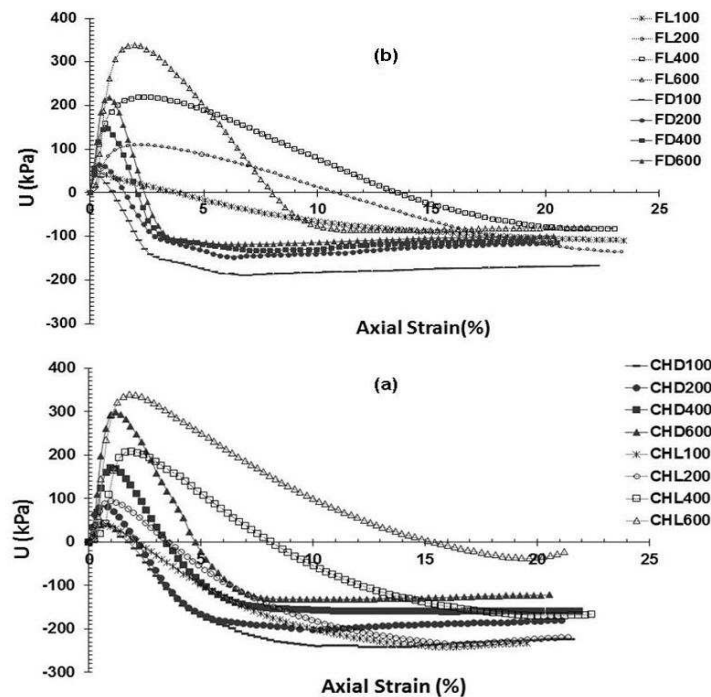 (b)
400
300
200
100
0
-100
-200
-300
0
5
10
15
20
25
U (kPa)
Axial Strain(%)
FL100
FL200
FL400
FL600
FD100
FD200
FD400
FD600
(a)
400
300
200
100
0
-100
-200
-300
0
5
10
15
20
25
U (kPa)
Axial Strain (%)
CHD100
CHD200
CHD400
CHD600
CHL100
CHL200
CHL400
CHL600